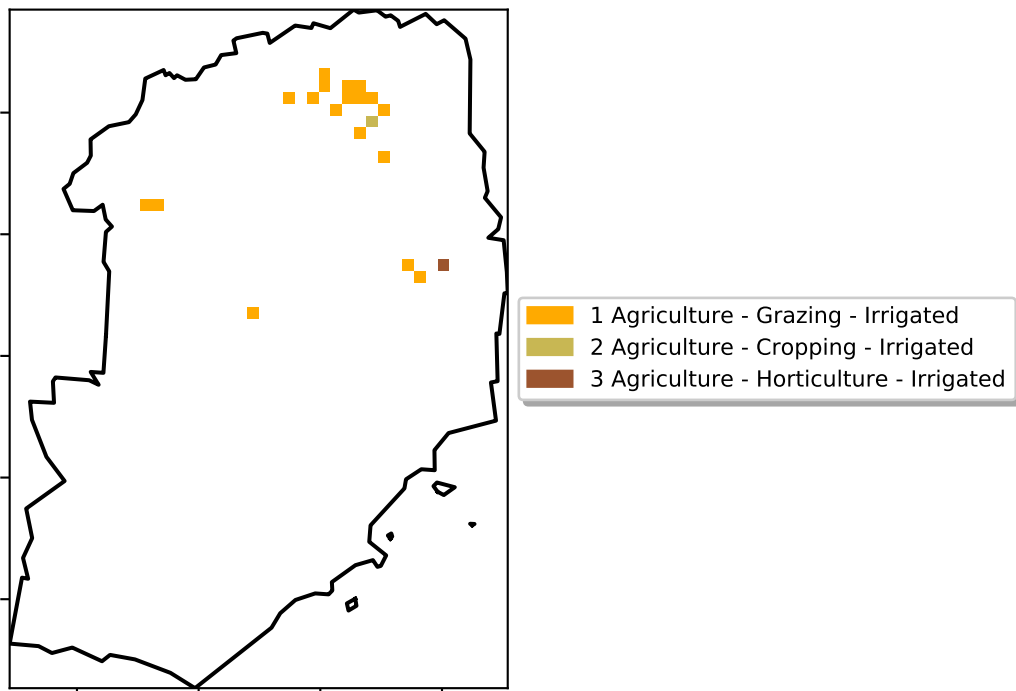 1 Agriculture - Grazing - Irrigated
2 Agriculture - Cropping - Irrigated
3 Agriculture - Horticulture - Irrigated